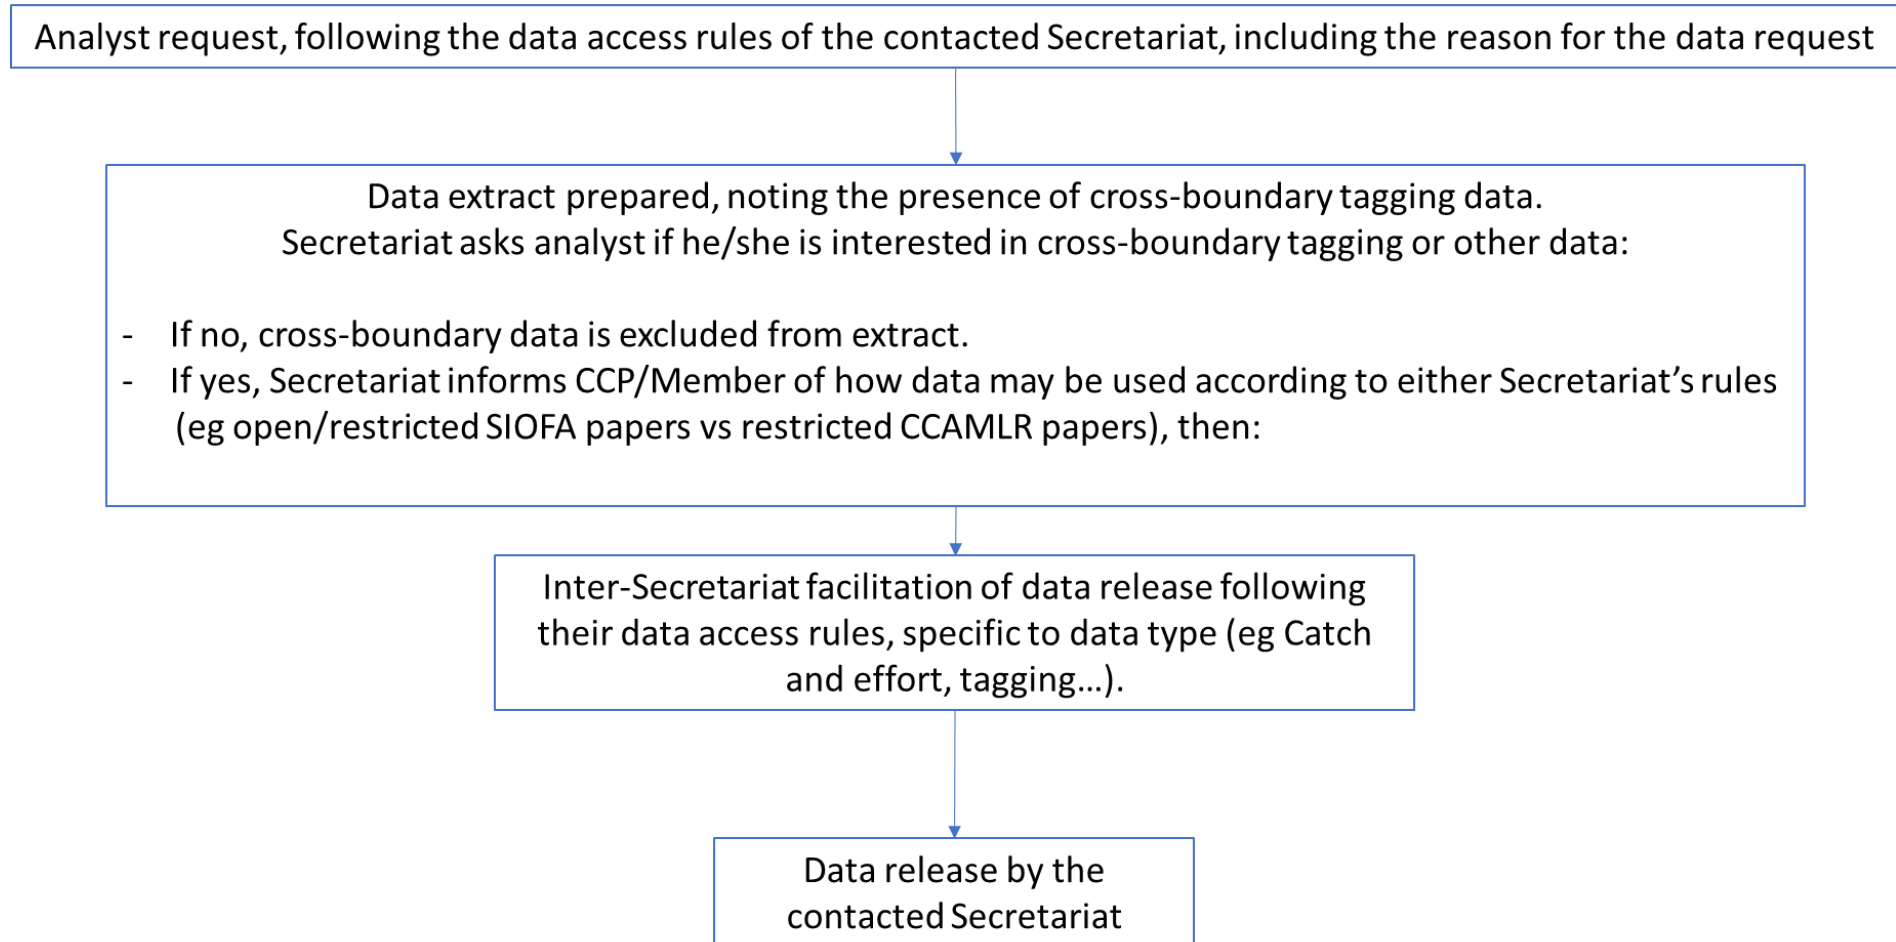 Analyst request, following the data access rules of the contacted Secretariat, including the reason for the data request
Data extract prepared, noting the presence of cross-boundary tagging data.
Secretariat asks analyst if he/she is interested in cross-boundary tagging or other data:
- If no, cross-boundary data is excluded from extract.
- If yes, Secretariat informs CCP/Member of how data may be used according to either Secretariat’s rules
(eg open/restricted SIOFA papers vs restricted CCAMLR papers), then:
Inter-Secretariat facilitation of data release following
their data access rules, specific to data type (eg Catch
and effort, tagging…).
Data release by the
contacted Secretariat